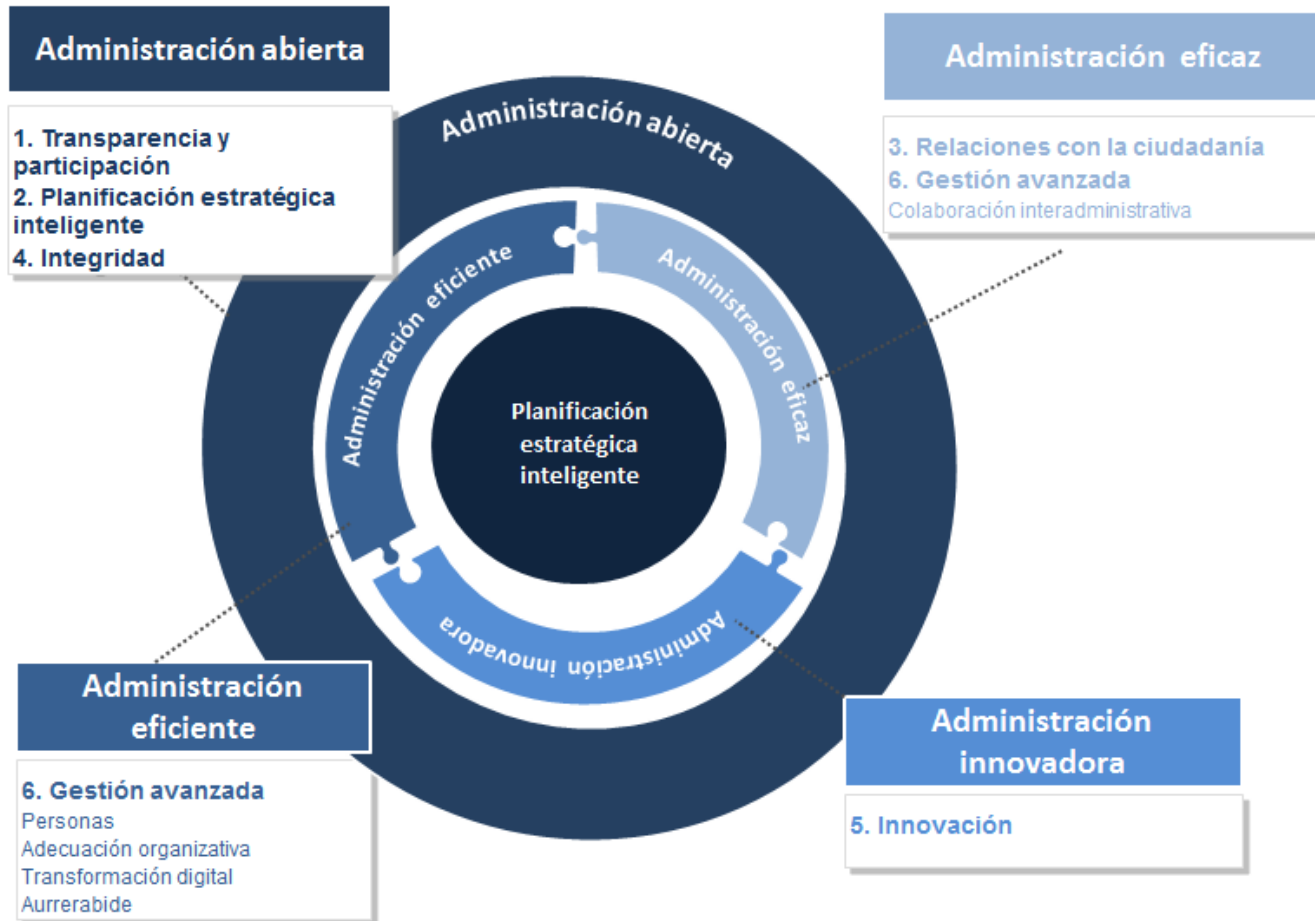 Administración abierta
1. Transparencia y
participación
2. Planificación estratégica
inteligente
4. Integridad
Administración eficaz
3. Relaciones con la ciudadanía
6. Gestión avanzada
Colaboración interadministrativa
Administración abierta
Administración eficiente
Administración eficaz
Planificación
estratégica
inteligente
Administración innovadora
Administración
eficiente
6. Gestión avanzada
Personas
Adecuación organizativa
Transformación digital
Aurrerabide
Administración
innovadora
5. Innovación